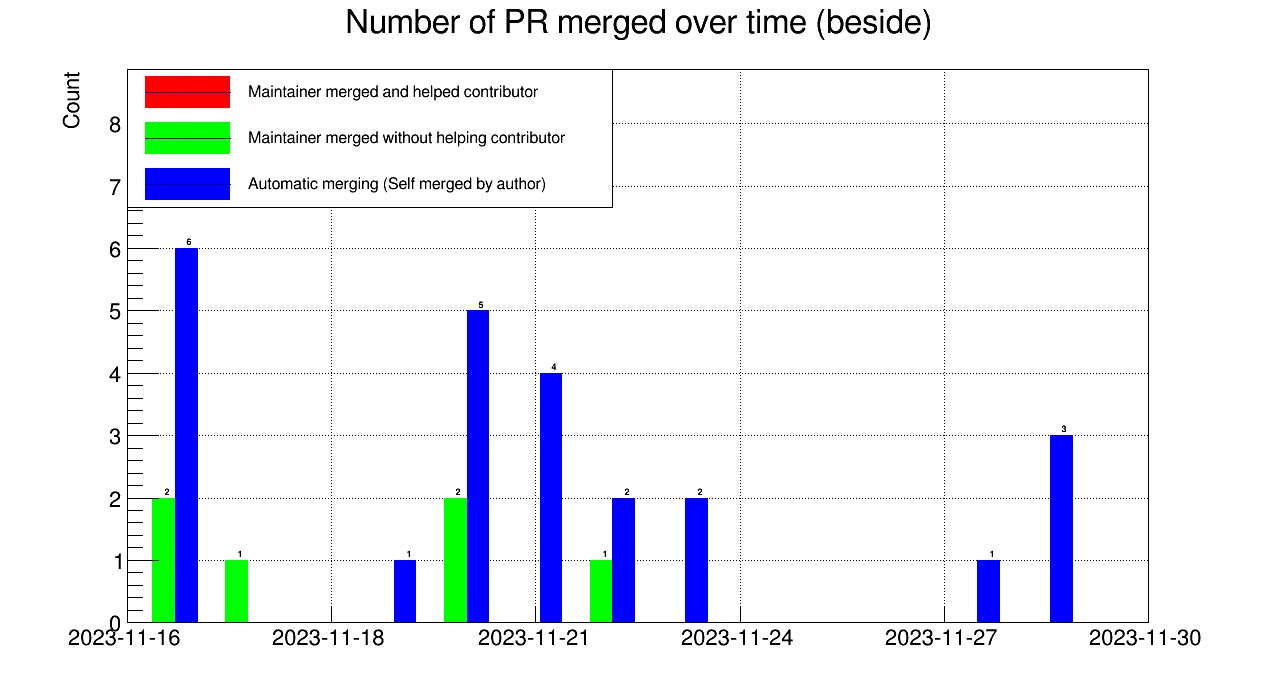 Number of PR merged over time (beside)
Count
Maintainer merged and helped contributor
Maintainer merged without helping contributor
Automatic merging (Self merged by author)
8
7
6
5
4
3
2
1
0
2 6 1 1 2 5 4 1 2 2 1 3
2023-11-16 2023-11-18 2023-11-21 2023-11-24 2023-11-27 2023-11-30